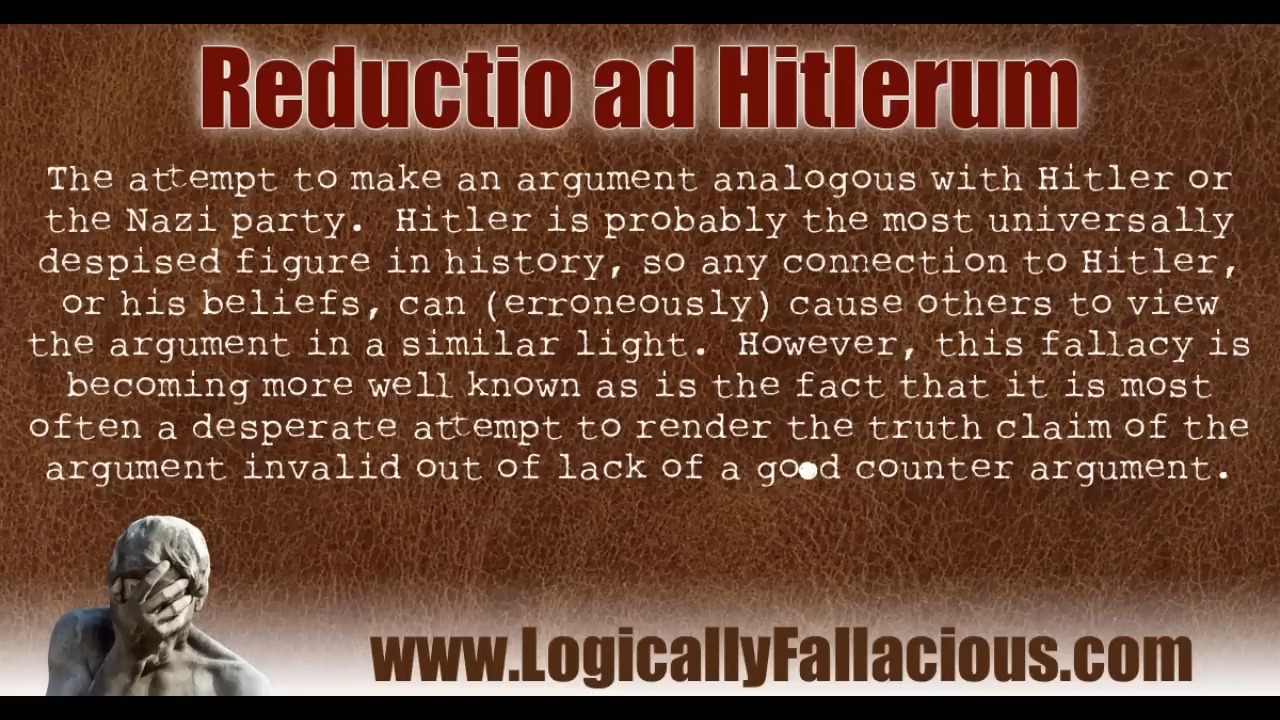 Reductio ad Hitlerum
The attempt to make an argument analogous with Hitler or
the Nazi party.  Hitler is probably the most universally
despised figure in history, so any connection to Hitler,
or his beliefs, can (erroneously) cause others to view
the argument in a similar light.  However, this fallacy is
becoming more well known as is the fact that it is most
often a desperate attempt to render the truth claim of the
argument invalid out of lack of a good counter argument.
www.LogicallyFallacious.com